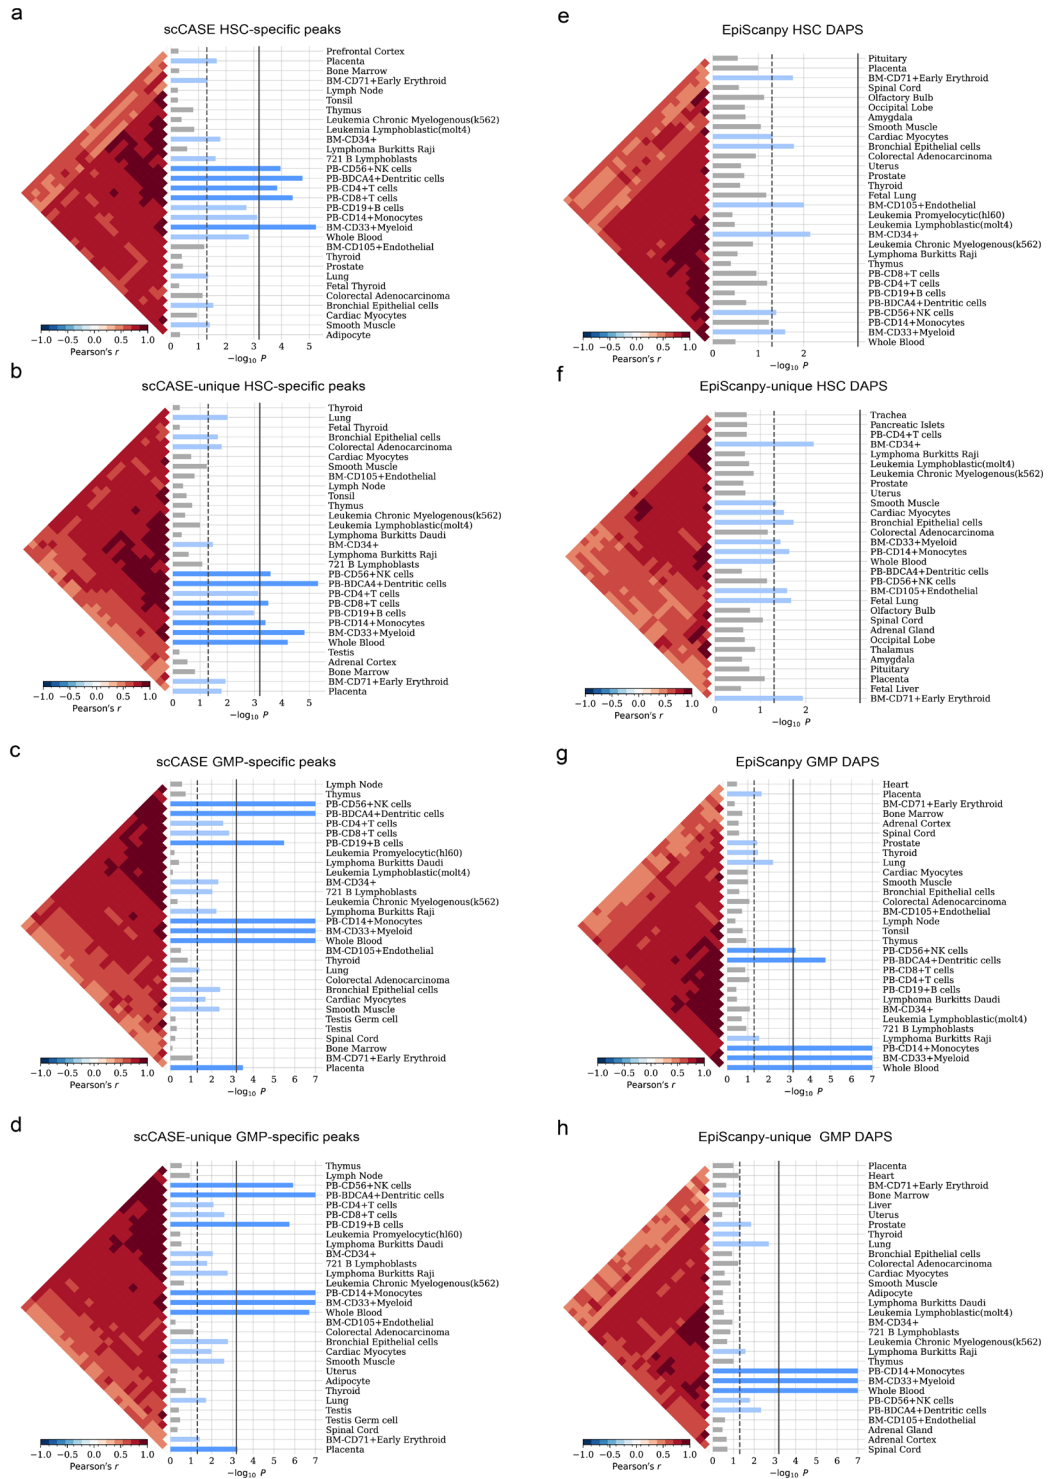 a
scCASE HSC-specific peaks
Prefrontal Cortex
Placenta
Bone Marrow
BM-CD71+Early Erythroid
Lymph Node
Tonsil
Thymus
Leukemia Chronic Myelogenous(k562)
Leukemia Lymphoblastic(molt4)
BM-CD34+
Lymphoma Burkitts Raji
721 B Lymphoblasts
PB-CD56+NK cells
PB-BDCA4+Dentritic cells
PB-CD4+T cells
PB-CD8+T cells
PB-CD19+B cells
PB-CD14+Monocytes
BM-CD33+Myeloid
Whole Blood
BM-CD105+Endothelial
Thyroid
Prostate
Lung
Fetal Thyroid
Colorectal Adenocarcinoma
Bronchial Epithelial cells
Cardiac Myocytes
Smooth Muscle
Adipocyte
−1.0 −0.5 0.0 0.5 1.0
Pearson's r
0 1 2 3 4 5
−log10 P
b
scCASE-unique HSC-specific peaks
Thyroid
Lung
Fetal Thyroid
Bronchial Epithelial cells
Colorectal Adenocarcinoma
Cardiac Myocytes
Smooth Muscle
BM-CD105+Endothelial
Lymph Node
Tonsil
Thymus
Leukemia Chronic Myelogenous(k562)
Leukemia Lymphoblastic(molt4)
Lymphoma Burkitts Daudi
BM-CD34+
Lymphoma Burkitts Raji
721 B Lymphoblasts
PB-CD56+NK cells
PB-BDCA4+Dentritic cells
PB-CD4+T cells
PB-CD8+T cells
PB-CD19+B cells
PB-CD14+Monocytes
BM-CD33+Myeloid
Whole Blood
Testis
Adrenal Cortex
Bone Marrow
BM-CD71+Early Erythroid
Placenta
−1.0 −0.5 0.0 0.5 1.0
Pearson's r
0 1 2 3 4 5
−log10 P
c
scCASE GMP-specific peaks
Lymph Node
Thymus
PB-CD56+NK cells
PB-BDCA4+Dentritic cells
PB-CD4+T cells
PB-CD8+T cells
PB-CD19+B cells
Leukemia Promyelocytic(hl60)
Lymphoma Burkitts Daudi
Leukemia Lymphoblastic(molt4)
BM-CD34+
721 B Lymphoblasts
Leukemia Chronic Myelogenous(k562)
Lymphoma Burkitts Raji
PB-CD14+Monocytes
BM-CD33+Myeloid
Whole Blood
BM-CD105+Endothelial
Thyroid
Lung
Colorectal Adenocarcinoma
Bronchial Epithelial cells
Cardiac Myocytes
Smooth Muscle
Testis Germ cell
Testis
Spinal Cord
Bone Marrow
BM-CD71+Early Erythroid
Placenta
−1.0 −0.5 0.0 0.5 1.0
Pearson's r
0 1 2 3 4 5 6 7
−log10 P
d
scCASE-unique GMP-specific peaks
Thymus
Lymph Node
PB-CD56+NK cells
PB-BDCA4+Dentritic cells
PB-CD4+T cells
PB-CD8+T cells
PB-CD19+B cells
Leukemia Promyelocytic(hl60)
Lymphoma Burkitts Daudi
BM-CD34+
721 B Lymphoblasts
Lymphoma Burkitts Raji
Leukemia Chronic Myelogenous(k562)
PB-CD14+Monocytes
BM-CD33+Myeloid
Whole Blood
BM-CD105+Endothelial
Colorectal Adenocarcinoma
Bronchial Epithelial cells
Cardiac Myocytes
Smooth Muscle
Uterus
Adipocyte
Thyroid
Lung
Testis
Testis Germ cell
Spinal Cord
BM-CD71+Early Erythroid
Placenta
−1.0 −0.5 0.0 0.5 1.0
Pearson's r
0 1 2 3 4 5 6 7
−log10 P
e
EpiScanpy HSC DAPS
Pituitary
Placenta
BM-CD71+Early Erythroid
Spinal Cord
Olfactory Bulb
Occipital Lobe
Amygdala
Smooth Muscle
Cardiac Myocytes
Bronchial Epithelial cells
Colorectal Adenocarcinoma
Uterus
Prostate
Thyroid
Fetal Lung
BM-CD105+Endothelial
Leukemia Promyelocytic(hl60)
Leukemia Lymphoblastic(molt4)
BM-CD34+
Leukemia Chronic Myelogenous(k562)
Lymphoma Burkitts Raji
Thymus
PB-CD8+T cells
PB-CD4+T cells
PB-CD19+B cells
PB-BDCA4+Dentritic cells
PB-CD56+NK cells
PB-CD14+Monocytes
BM-CD33+Myeloid
Whole Blood
−1.0 −0.5 0.0 0.5 1.0
Pearson's r
0 1 2
−log10 P
f
EpiScanpy-unique HSC DAPS
Trachea
Pancreatic Islets
PB-CD4+T cells
BM-CD34+
Lymphoma Burkitts Raji
Leukemia Lymphoblastic(molt4)
Leukemia Chronic Myelogenous(k562)
Prostate
Uterus
Smooth Muscle
Cardiac Myocytes
Bronchial Epithelial cells
Colorectal Adenocarcinoma
BM-CD33+Myeloid
PB-CD14+Monocytes
Whole Blood
PB-BDCA4+Dentritic cells
PB-CD56+NK cells
BM-CD105+Endothelial
Fetal Lung
Olfactory Bulb
Spinal Cord
Adrenal Gland
Occipital Lobe
Thalamus
Amygdala
Pituitary
Placenta
Fetal Liver
BM-CD71+Early Erythroid
−1.0 −0.5 0.0 0.5 1.0
Pearson's r
0 1 2
−log10 P
g
EpiScanpy GMP DAPS
Heart
Placenta
BM-CD71+Early Erythroid
Bone Marrow
Adrenal Cortex
Spinal Cord
Prostate
Thyroid
Lung
Cardiac Myocytes
Smooth Muscle
Bronchial Epithelial cells
Colorectal Adenocarcinoma
BM-CD105+Endothelial
Lymph Node
Tonsil
Thymus
PB-CD56+NK cells
PB-BDCA4+Dentritic cells
PB-CD8+T cells
PB-CD4+T cells
PB-CD19+B cells
Lymphoma Burkitts Daudi
BM-CD34+
Leukemia Lymphoblastic(molt4)
721 B Lymphoblasts
Lymphoma Burkitts Raji
PB-CD14+Monocytes
BM-CD33+Myeloid
Whole Blood
−1.0 −0.5 0.0 0.5 1.0
Pearson's r
0 1 2 3 4 5 6 7
−log10 P
h
EpiScanpy-unique GMP DAPS
Placenta
Heart
BM-CD71+Early Erythroid
Bone Marrow
Liver
Uterus
Prostate
Thyroid
Lung
Bronchial Epithelial cells
Colorectal Adenocarcinoma
Cardiac Myocytes
Smooth Muscle
Adipocyte
Lymphoma Burkitts Daudi
Leukemia Lymphoblastic(molt4)
BM-CD34+
721 B Lymphoblasts
Leukemia Chronic Myelogenous(k562)
Lymphoma Burkitts Raji
Thymus
PB-CD14+Monocytes
BM-CD33+Myeloid
Whole Blood
PB-CD56+NK cells
PB-BDCA4+Dentritic cells
BM-CD105+Endothelial
Adrenal Gland
Adrenal Cortex
Spinal Cord
−1.0 −0.5 0.0 0.5 1.0
Pearson's r
0 1 2 3 4 5 6 7
−log10 P